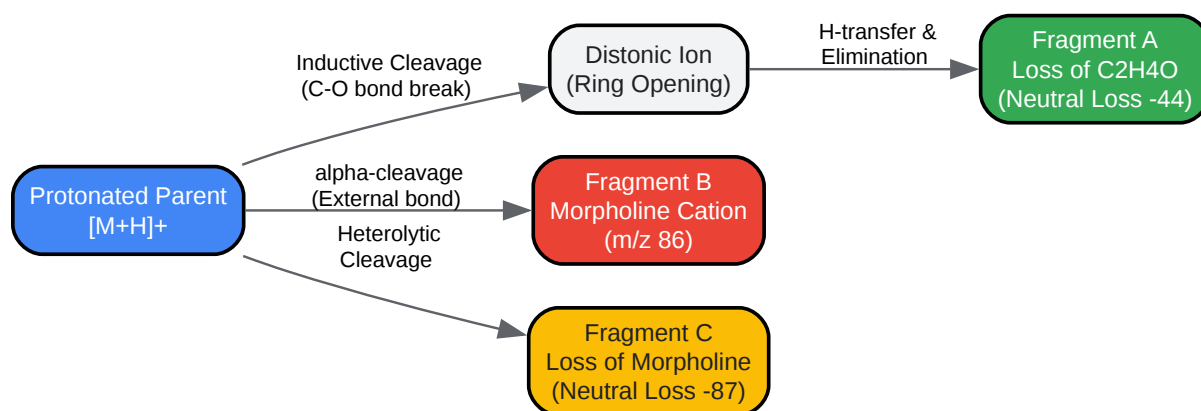 Protonated Parent
[M+H]+
Inductive Cleavage
(C-O bond break)
Distonic Ion
(Ring Opening)
H-transfer &
Elimination
Fragment A
Loss of C2H4O
(Neutral Loss -44)
alpha-cleavage
(External bond)
Fragment B
Morpholine Cation
(m/z 86)
Heterolytic
Cleavage
Fragment C
Loss of Morpholine
(Neutral Loss -87)